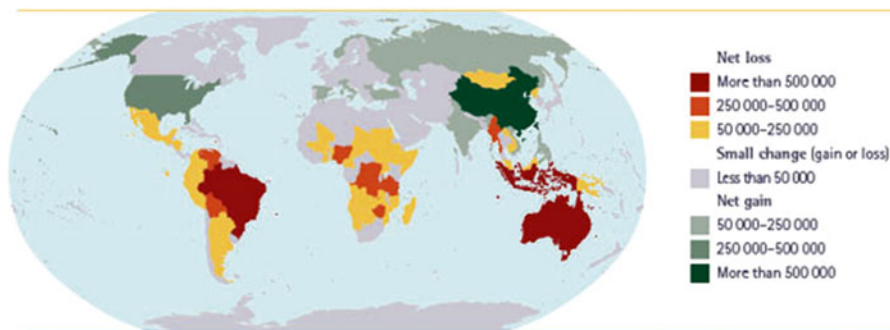 Net loss
More than 500 000
250 000–500 000
50 000–250 000
Small change (gain or loss)
Less than 50 000
Net gain
50 000–250 000
250 000–500 000
More than 500 000